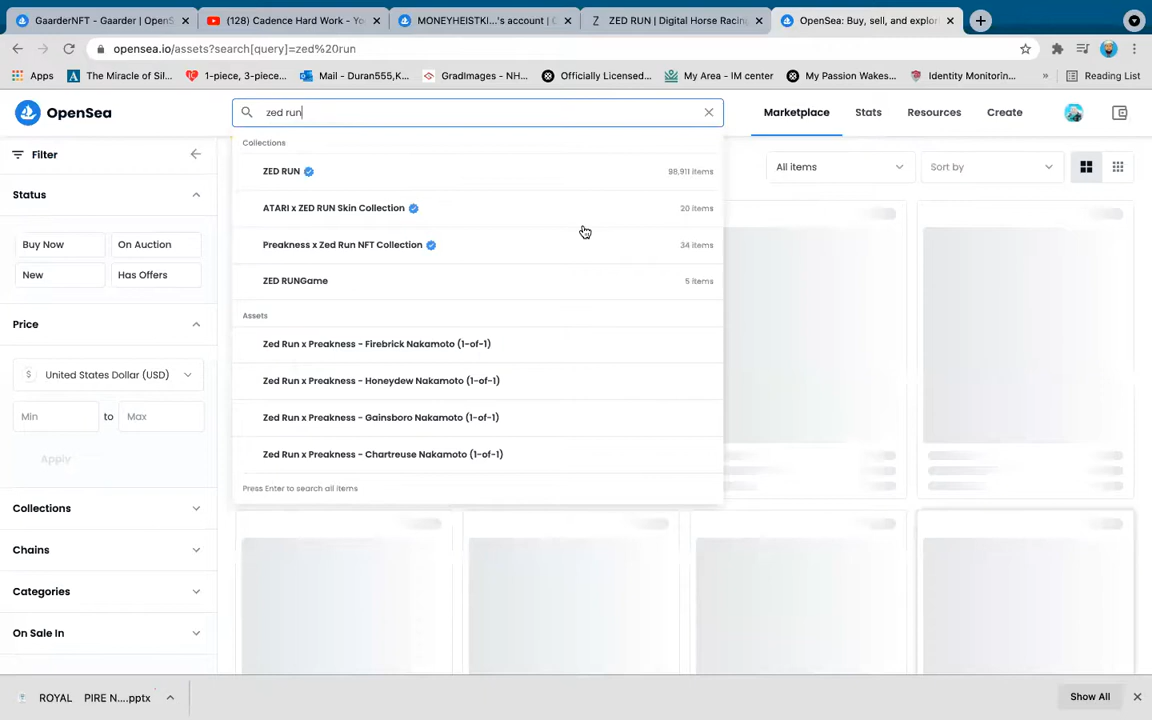 GaarderNFT - Gaarder | OpenS
(128) Cadence Hard Work - Yo
MONEYHEISTKI...'s account | O
ZED RUN | Digital Horse Racing
OpenSea: Buy, sell, and explor
opensea.io/assets?search[query]=zed%20run
Apps
The Miracle of Sil...
1-piece, 3-piece...
Mail - Duran555,K...
GradImages - NH...
Officially Licensed...
My Area - IM center
My Passion Wakes...
Identity Monitorin...
»
Reading List
OpenSea
zed run
Marketplace
Stats
Resources
Create
Filter
All items
Sort by
Status
Buy Now
On Auction
New
Has Offers
Price
$
United States Dollar (USD)
Min
to
Max
Apply
Collections
Chains
Categories
On Sale In
Collections
ZED RUN
98,911 items
ATARI x ZED RUN Skin Collection
20 items
Preakness x Zed Run NFT Collection
34 items
ZED RUNGame
5 items
Assets
Zed Run x Preakness - Firebrick Nakamoto (1-of-1)
Zed Run x Preakness - Honeydew Nakamoto (1-of-1)
Zed Run x Preakness - Gainsboro Nakamoto (1-of-1)
Zed Run x Preakness - Chartreuse Nakamoto (1-of-1)
Press Enter to search all items
ROYAL PIRE N....pptx
Show All